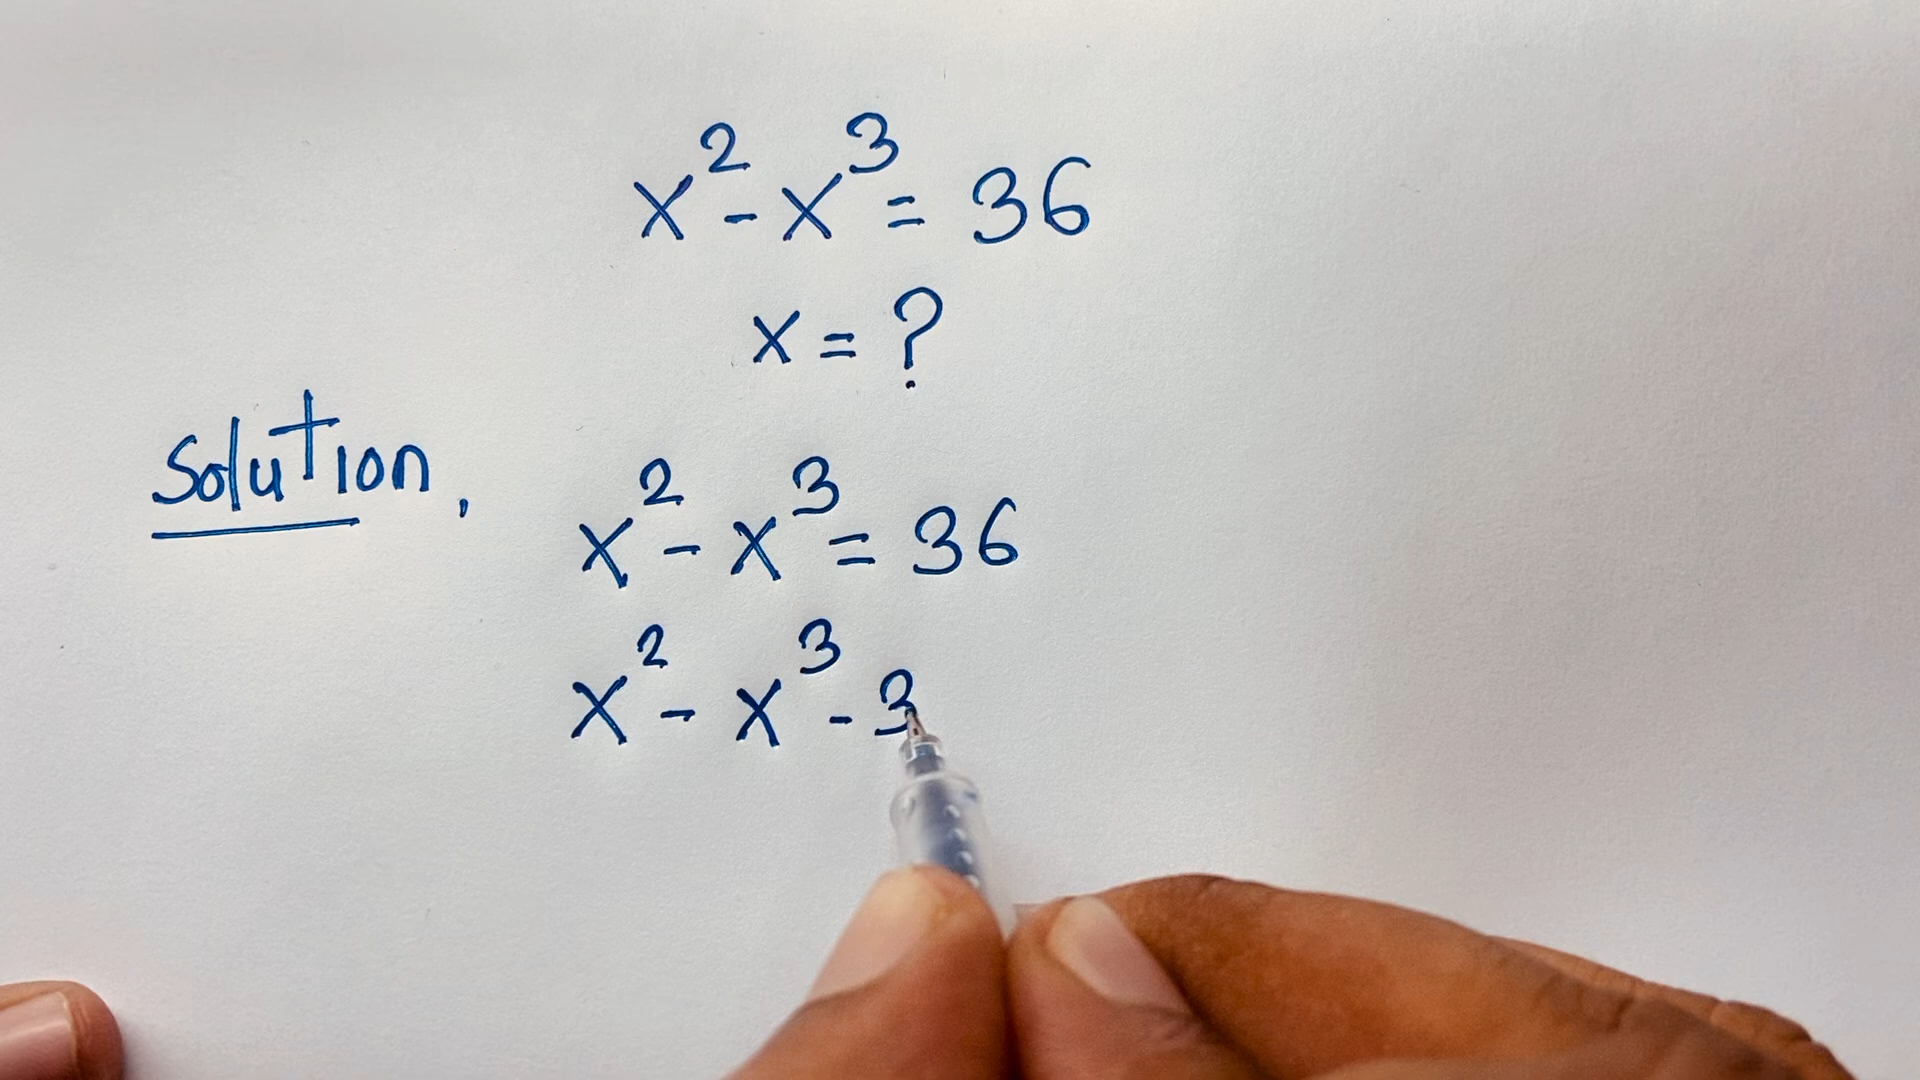 x² - x³ = 36
x = ?
Solution,
x² - x³ = 36
x² - x³ - 3